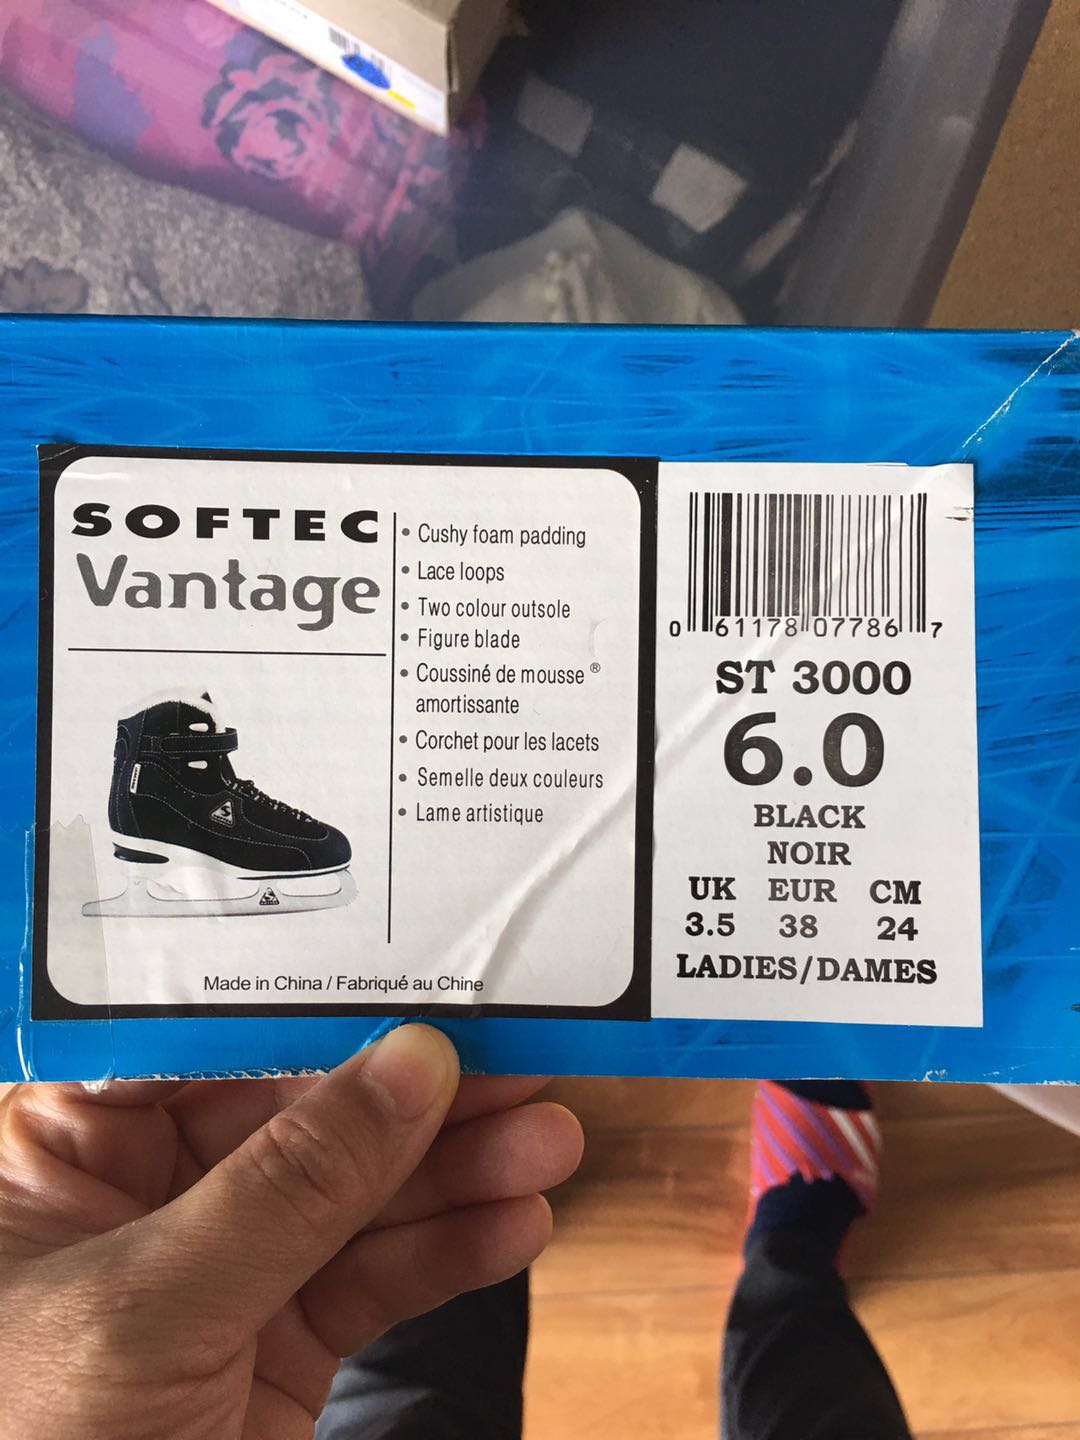 SOFTEC
Vantage
• Cushy foam padding
• Lace loops
• Two colour outsole
• Figure blade
• Coussiné de mousse®
amortissante
• Corchet pour les lacets
• Semelle deux couleurs
• Lame artistique
Made in China / Fabriqué au Chine
0 61178 07786 7
ST 3000
6.0
BLACK
NOIR
UK EUR CM
3.5 38 24
LADIES/DAMES